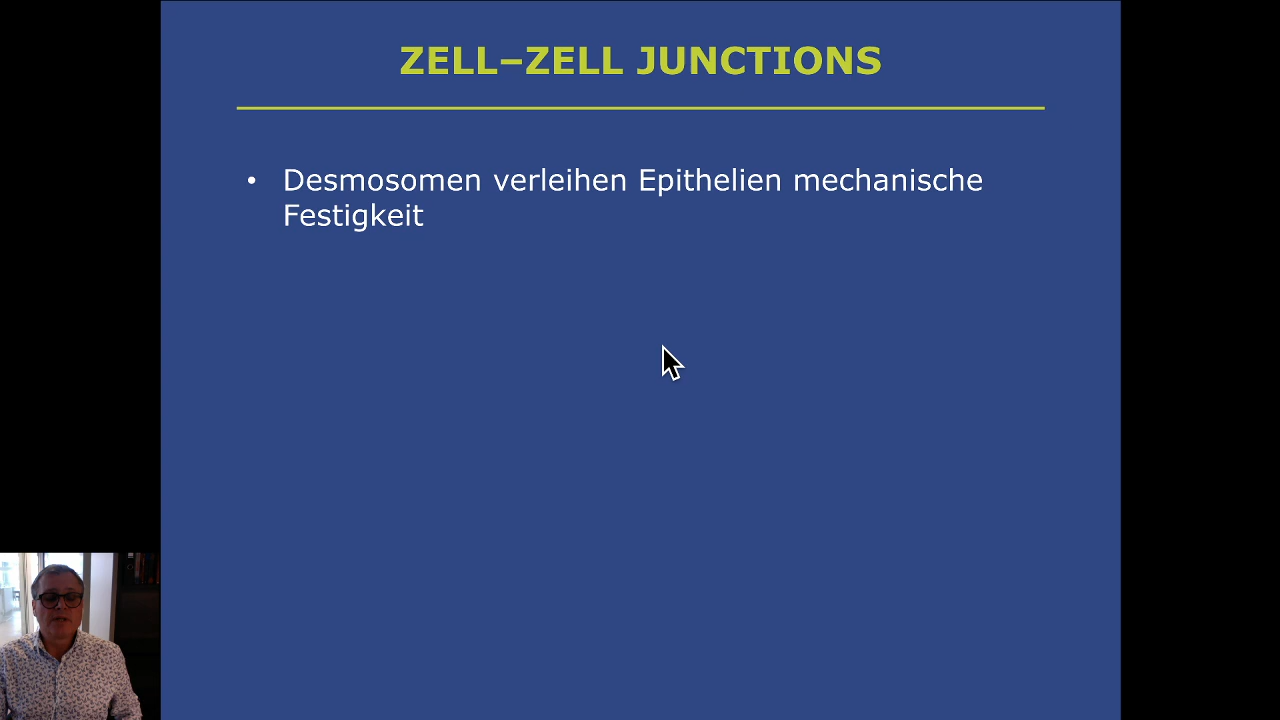 ZELL–ZELL JUNCTIONS
• Desmosomen verleihen Epithelien mechanische
Festigkeit